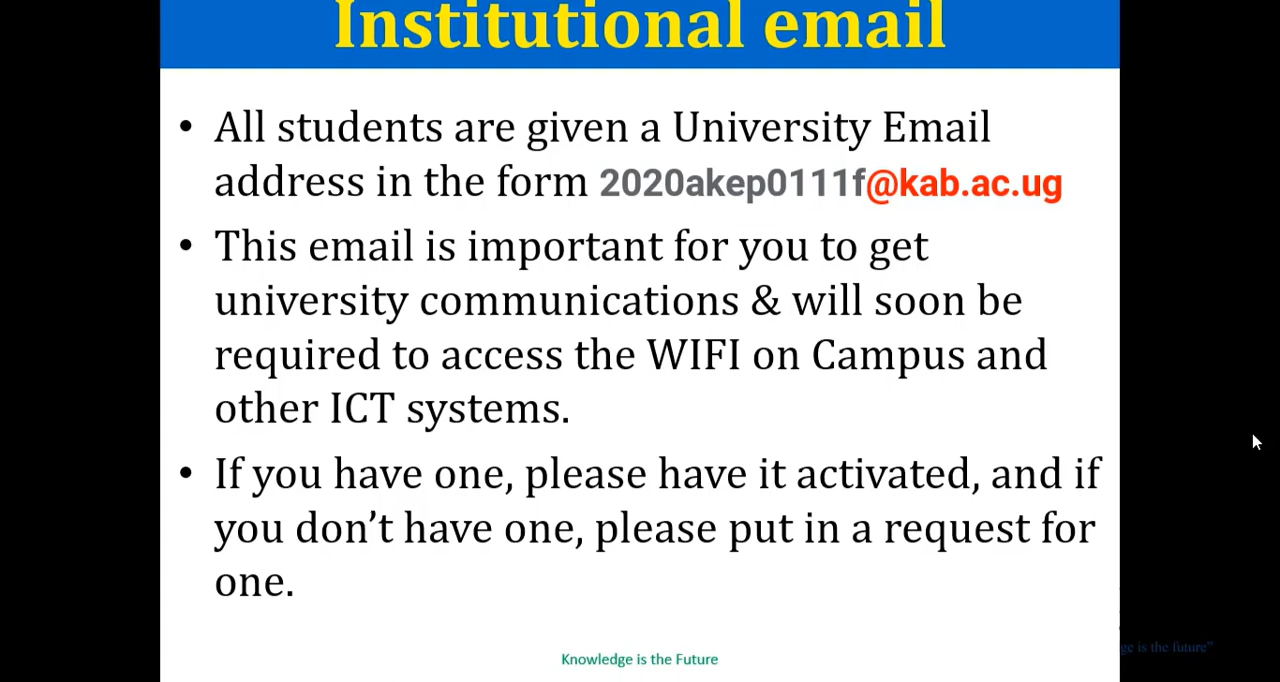 Institutional email
• All students are given a University Email
address in the form 2020akep0111f@kab.ac.ug
• This email is important for you to get
university communications & will soon be
required to access the WIFI on Campus and
other ICT systems.
• If you have one, please have it activated, and if
you don’t have one, please put in a request for
one.
Knowledge is the Future
is the future”